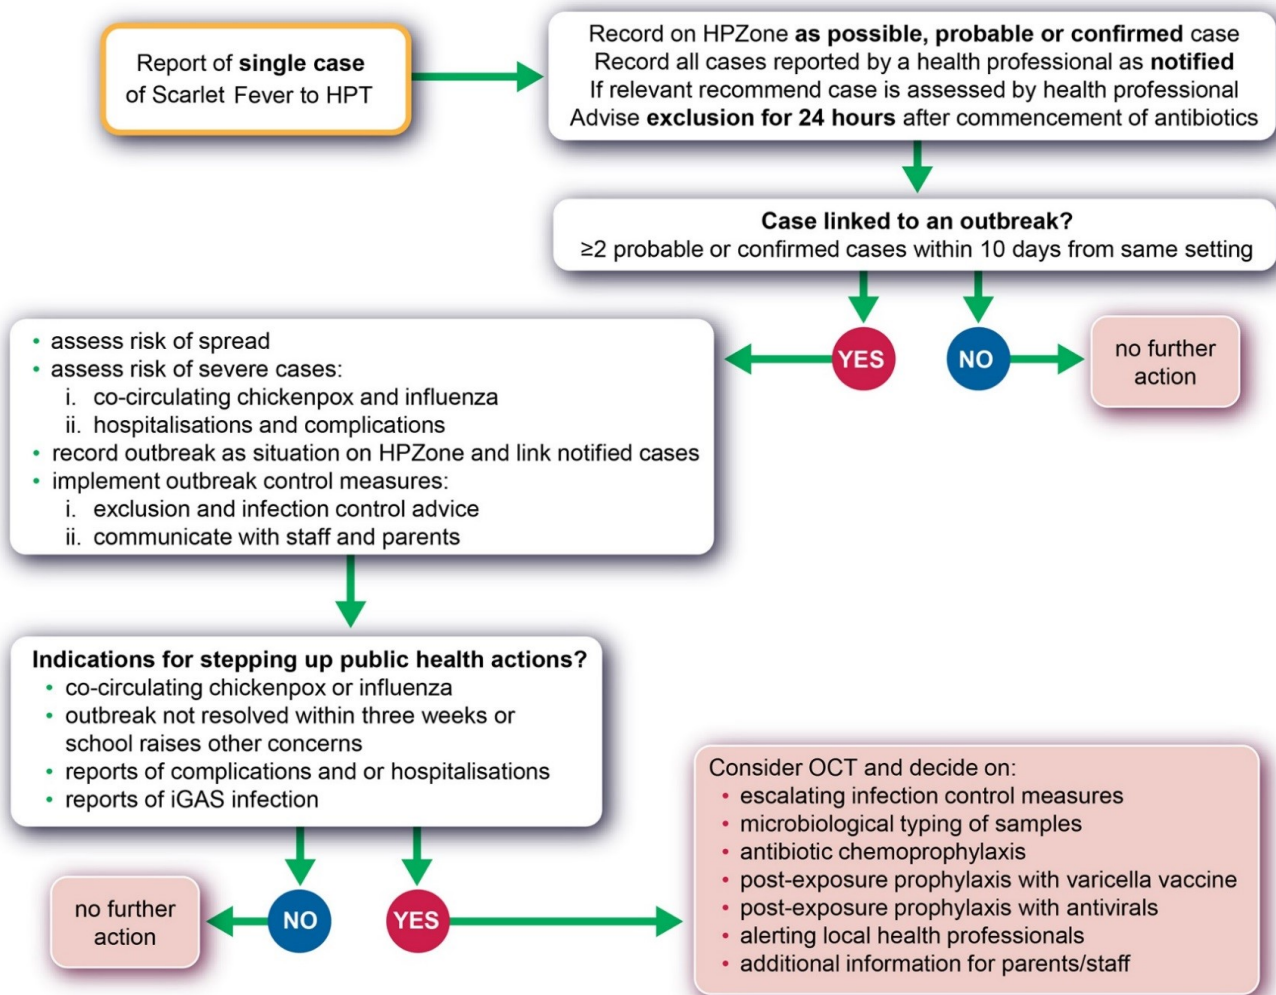 Report of single case
of Scarlet Fever to HPT
Record on HPZone as possible, probable or confirmed case
Record all cases reported by a health professional as notified
If relevant recommend case is assessed by health professional
Advise exclusion for 24 hours after commencement of antibiotics
Case linked to an outbreak?
≥2 probable or confirmed cases within 10 days from same setting
YES
NO
no further
action
• assess risk of spread
• assess risk of severe cases:
i. co-circulating chickenpox and influenza
ii. hospitalisations and complications
• record outbreak as situation on HPZone and link notified cases
• implement outbreak control measures:
i. exclusion and infection control advice
ii. communicate with staff and parents
Indications for stepping up public health actions?
• co-circulating chickenpox or influenza
• outbreak not resolved within three weeks or
school raises other concerns
• reports of complications and or hospitalisations
• reports of iGAS infection
no further
action
NO
YES
Consider OCT and decide on:
• escalating infection control measures
• microbiological typing of samples
• antibiotic chemoprophylaxis
• post-exposure prophylaxis with varicella vaccine
• post-exposure prophylaxis with antivirals
• alerting local health professionals
• additional information for parents/staff